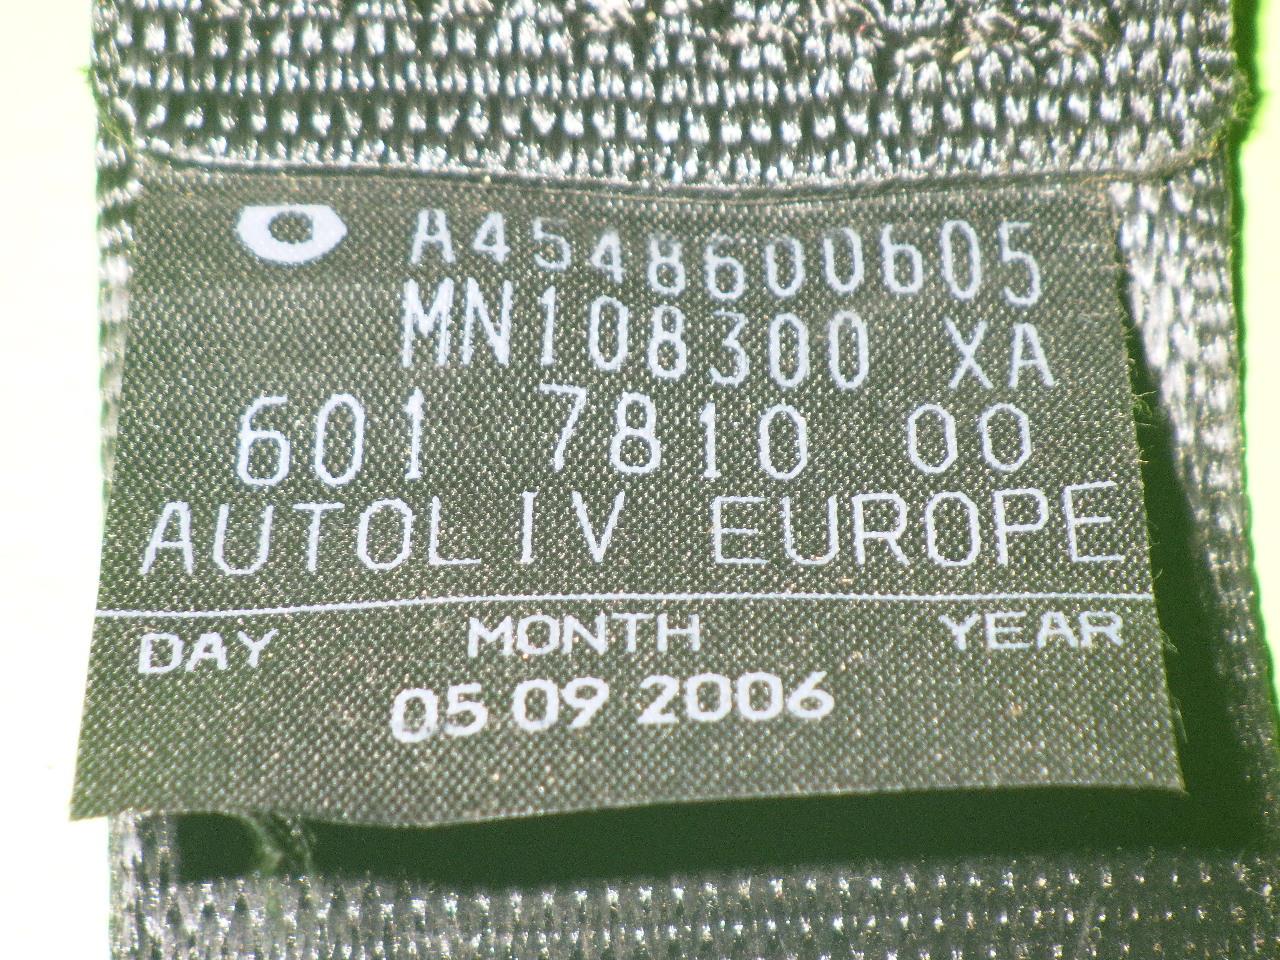 A4548600605
MN108300 XA
601 7810 00
AUTOLIV EUROPE
DAY MONTH YEAR
05 09 2006